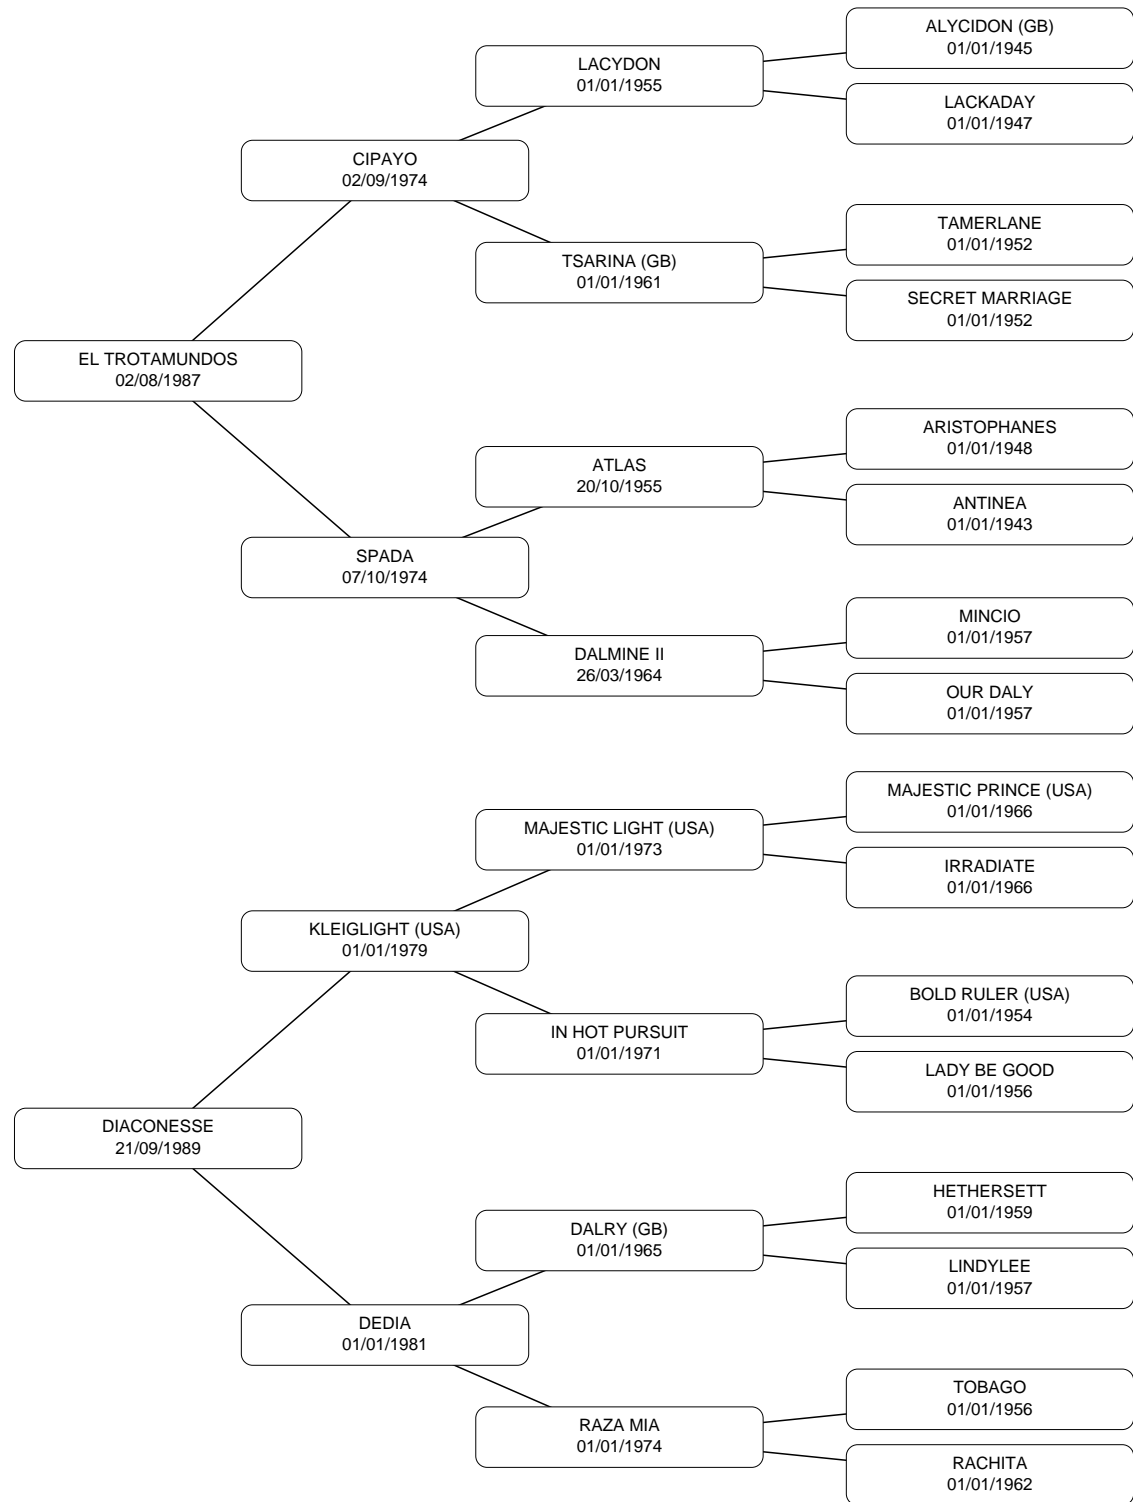 ALYCIDON (GB)
01/01/1945
LACYDON
01/01/1955
LACKADAY
01/01/1947
CIPAYO
02/09/1974
TAMERLANE
01/01/1952
TSARINA (GB)
01/01/1961
SECRET MARRIAGE
01/01/1952
EL TROTAMUNDOS
02/08/1987
ARISTOPHANES
01/01/1948
ATLAS
20/10/1955
ANTINEA
01/01/1943
SPADA
07/10/1974
MINCIO
01/01/1957
DALMINE II
26/03/1964
OUR DALY
01/01/1957
MAJESTIC PRINCE (USA)
01/01/1966
MAJESTIC LIGHT (USA)
01/01/1973
IRRADIATE
01/01/1966
KLEIGLIGHT (USA)
01/01/1979
BOLD RULER (USA)
01/01/1954
IN HOT PURSUIT
01/01/1971
LADY BE GOOD
01/01/1956
DIACONESSE
21/09/1989
HETHERSETT
01/01/1959
DALRY (GB)
01/01/1965
LINDYLEE
01/01/1957
DEDIA
01/01/1981
TOBAGO
01/01/1956
RAZA MIA
01/01/1974
RACHITA
01/01/1962